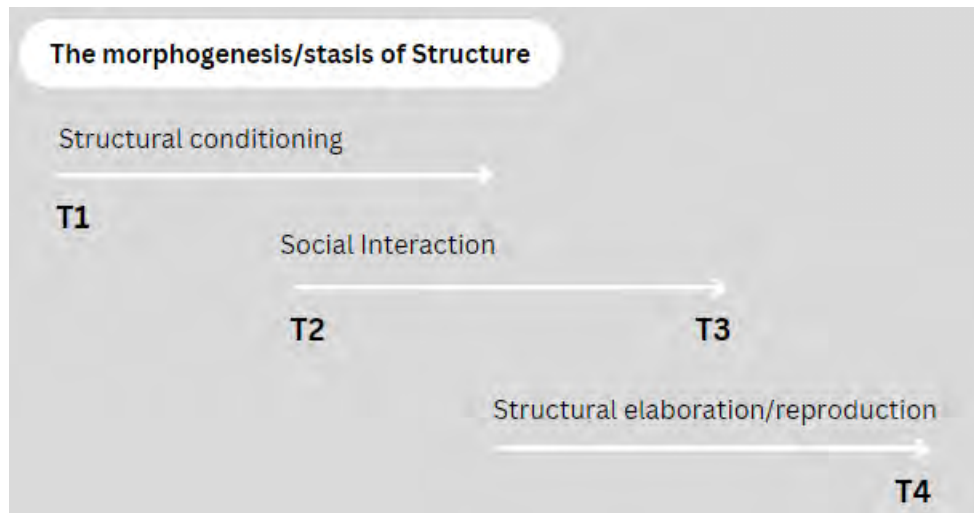 The morphogenesis/stasis of Structure
Structural conditioning
T1
Social Interaction
T2 T3
Structural elaboration/reproduction
T4